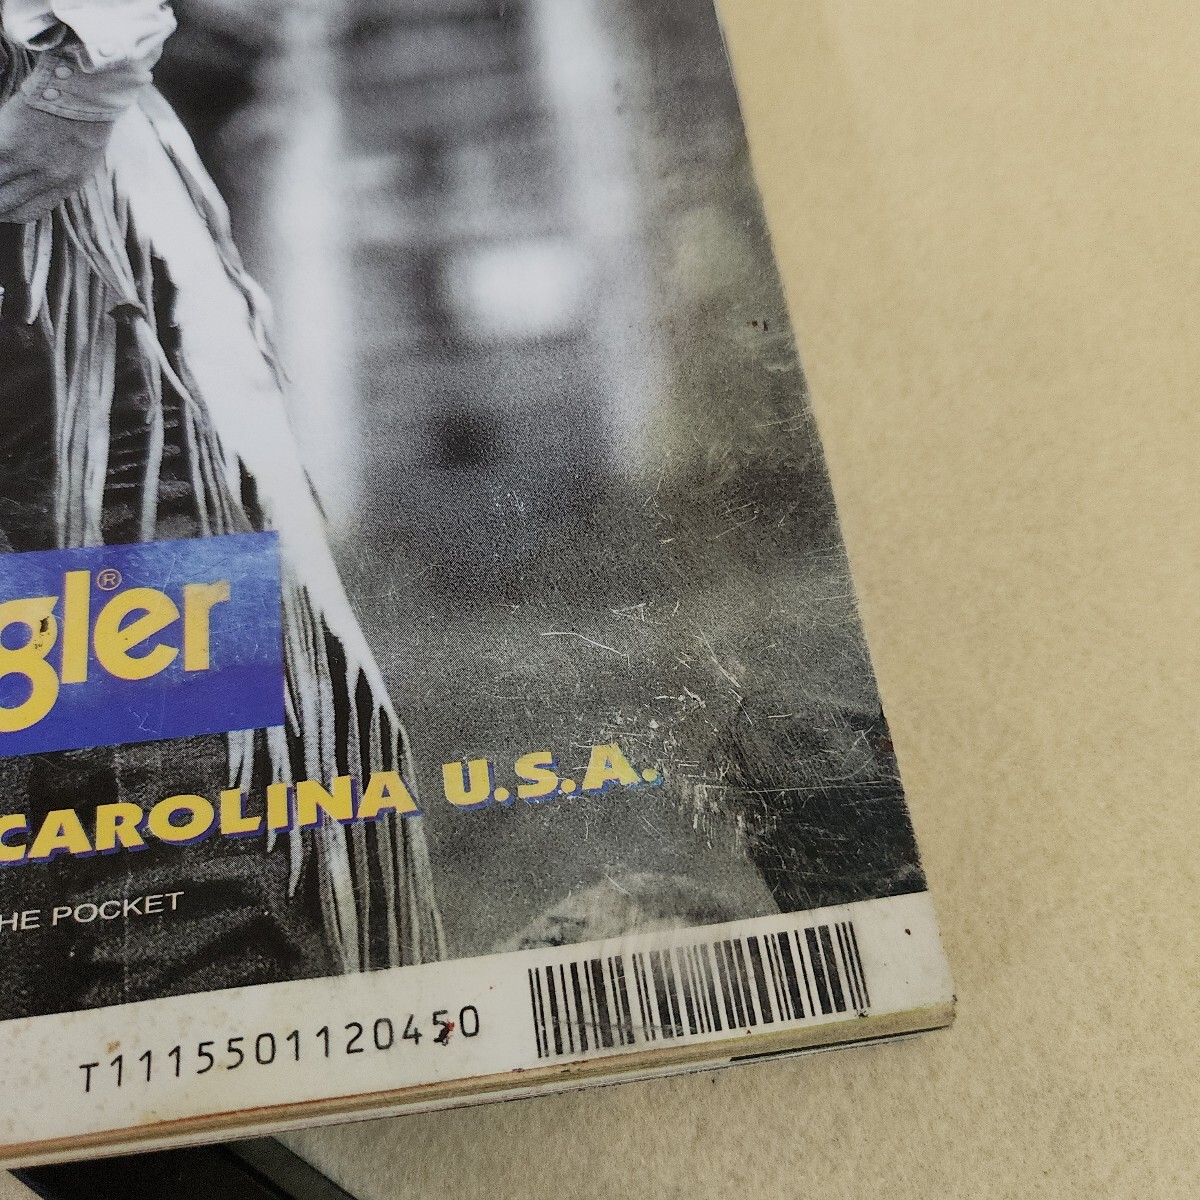 gler®
CAROLINA U.S.A.
HE POCKET
T1115501120450